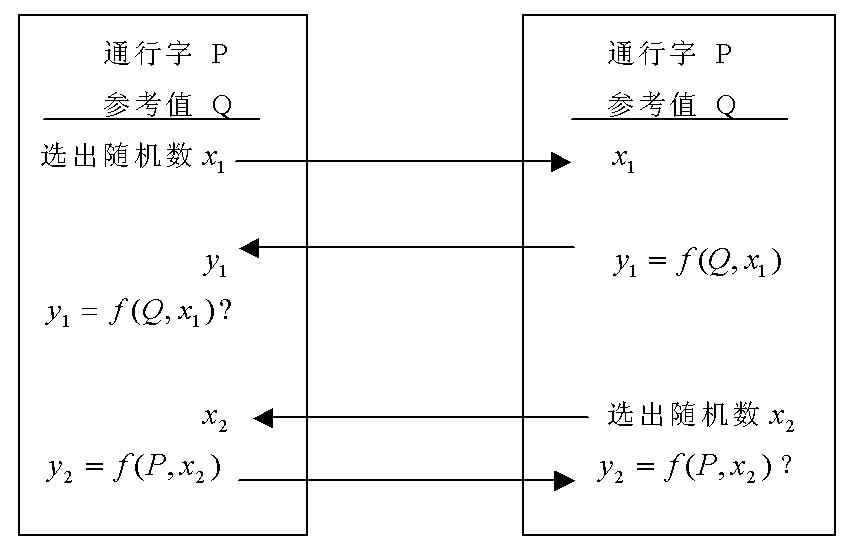 通行字 P
参考值 Q
选出随机数 x₁
y₁
y₁ = f(Q, x₁)?
x₂
y₂ = f(P, x₂)
通行字 P
参考值 Q
x₁
y₁ = f(Q, x₁)
选出随机数 x₂
y₂ = f(P, x₂) ?